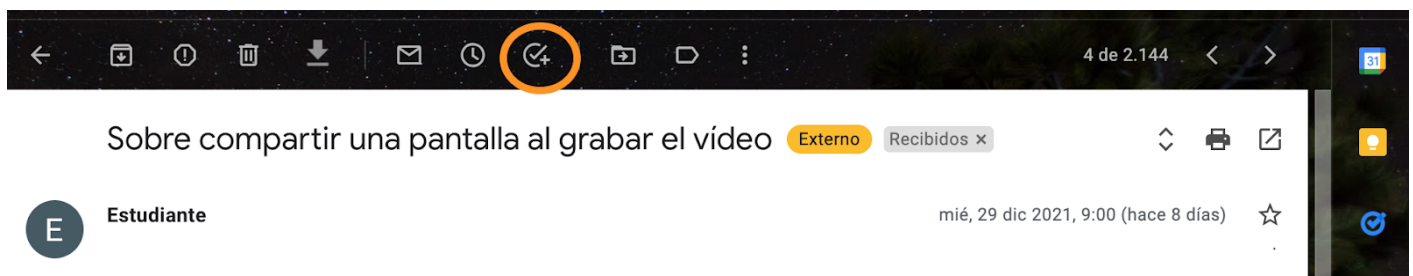 4 de 2.144
31
Sobre compartir una pantalla al grabar el vídeo Externo Recibidos ×
E
Estudiante mié, 29 dic 2021, 9:00 (hace 8 días)